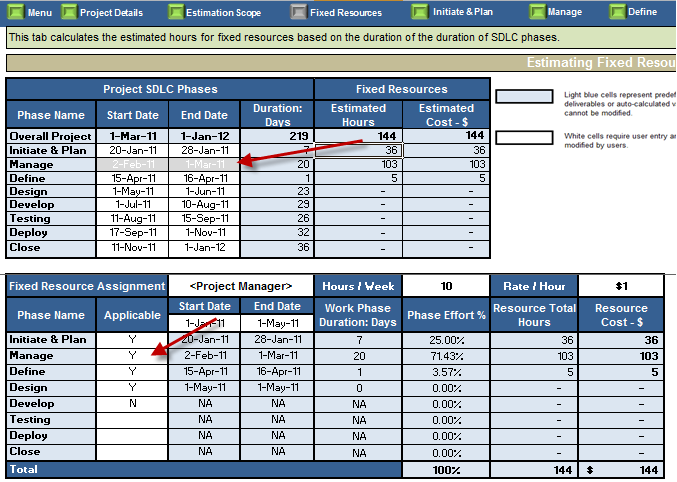 Menu Project Details Estimation Scope Fixed Resources Initiate & Plan Manage Define
This tab calculates the estimated hours for fixed resources based on the duration of the duration of SDLC phases.
Estimating Fixed Resou
Project SDLC Phases Fixed Resources
Phase Name Start Date End Date Duration: Days Estimated Hours Estimated Cost - $
Overall Project 1-Mar-11 1-Jan-12 219 144 144
Initiate & Plan 20-Jan-11 28-Jan-11 7 36 36
Manage 2-Feb-11 1-Mar-11 20 103 103
Define 15-Apr-11 16-Apr-11 1 5 5
Design 1-May-11 1-Jun-11 23 - -
Develop 1-Jul-11 10-Aug-11 29 - -
Testing 11-Aug-11 15-Sep-11 26 - -
Deploy 17-Sep-11 1-Nov-11 32 - -
Close 11-Nov-11 1-Jan-12 36 - -
Light blue cells represent predef
deliverables or auto-calculated v
cannot be modified.
White cells require user entry a
modified by users.
Fixed Resource Assignment <Project Manager> Hours / Week 10 Rate / Hour $1
Phase Name Applicable Start Date End Date Work Phase Duration: Days Phase Effort % Resource Total Hours Resource Cost - $
1-Jan-11 1-May-11
Initiate & Plan Y 20-Jan-11 28-Jan-11 7 25.00% 36 36
Manage Y 2-Feb-11 1-Mar-11 20 71.43% 103 103
Define Y 15-Apr-11 16-Apr-11 1 3.57% 5 5
Design Y 1-May-11 1-May-11 0 0.00% - -
Develop N NA NA NA 0.00% - -
Testing NA NA NA 0.00% - -
Deploy NA NA NA 0.00% - -
Close NA NA NA 0.00% - -
Total 100% 144 $ 144